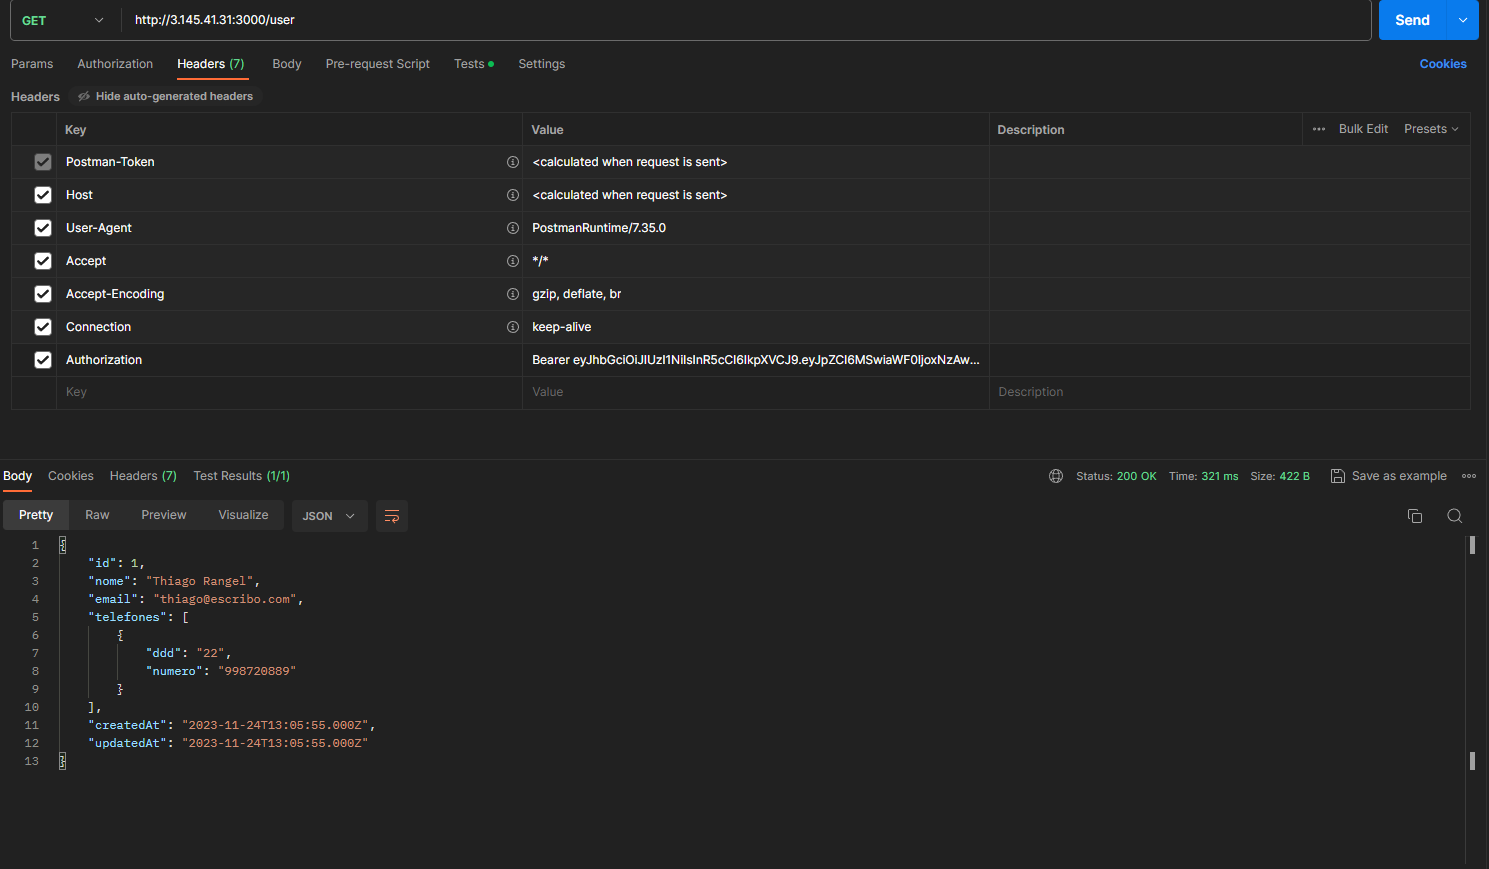 GET http://3.145.41.31:3000/user Send
Params Authorization Headers (7) Body Pre-request Script Tests Settings Cookies
Headers Hide auto-generated headers
Key Value Description Bulk Edit Presets
Postman-Token <calculated when request is sent>
Host <calculated when request is sent>
User-Agent PostmanRuntime/7.35.0
Accept */*
Accept-Encoding gzip, deflate, br
Connection keep-alive
Authorization Bearer eyJhbGciOiJIUzI1NiIsInR5cCI6IkpXVCJ9.eyJpZCI6MSwiaWF0IjoxNzAw...
Key Value Description
Body Cookies Headers (7) Test Results (1/1) Status: 200 OK Time: 321 ms Size: 422 B Save as example
Pretty Raw Preview Visualize JSON
1 {
2 "id": 1,
3 "nome": "Thiago Rangel",
4 "email": "thiago@escribo.com",
5 "telefones": [
6 {
7 "ddd": "22",
8 "numero": "998720889"
9 }
10 ],
11 "createdAt": "2023-11-24T13:05:55.000Z",
12 "updatedAt": "2023-11-24T13:05:55.000Z"
13 }